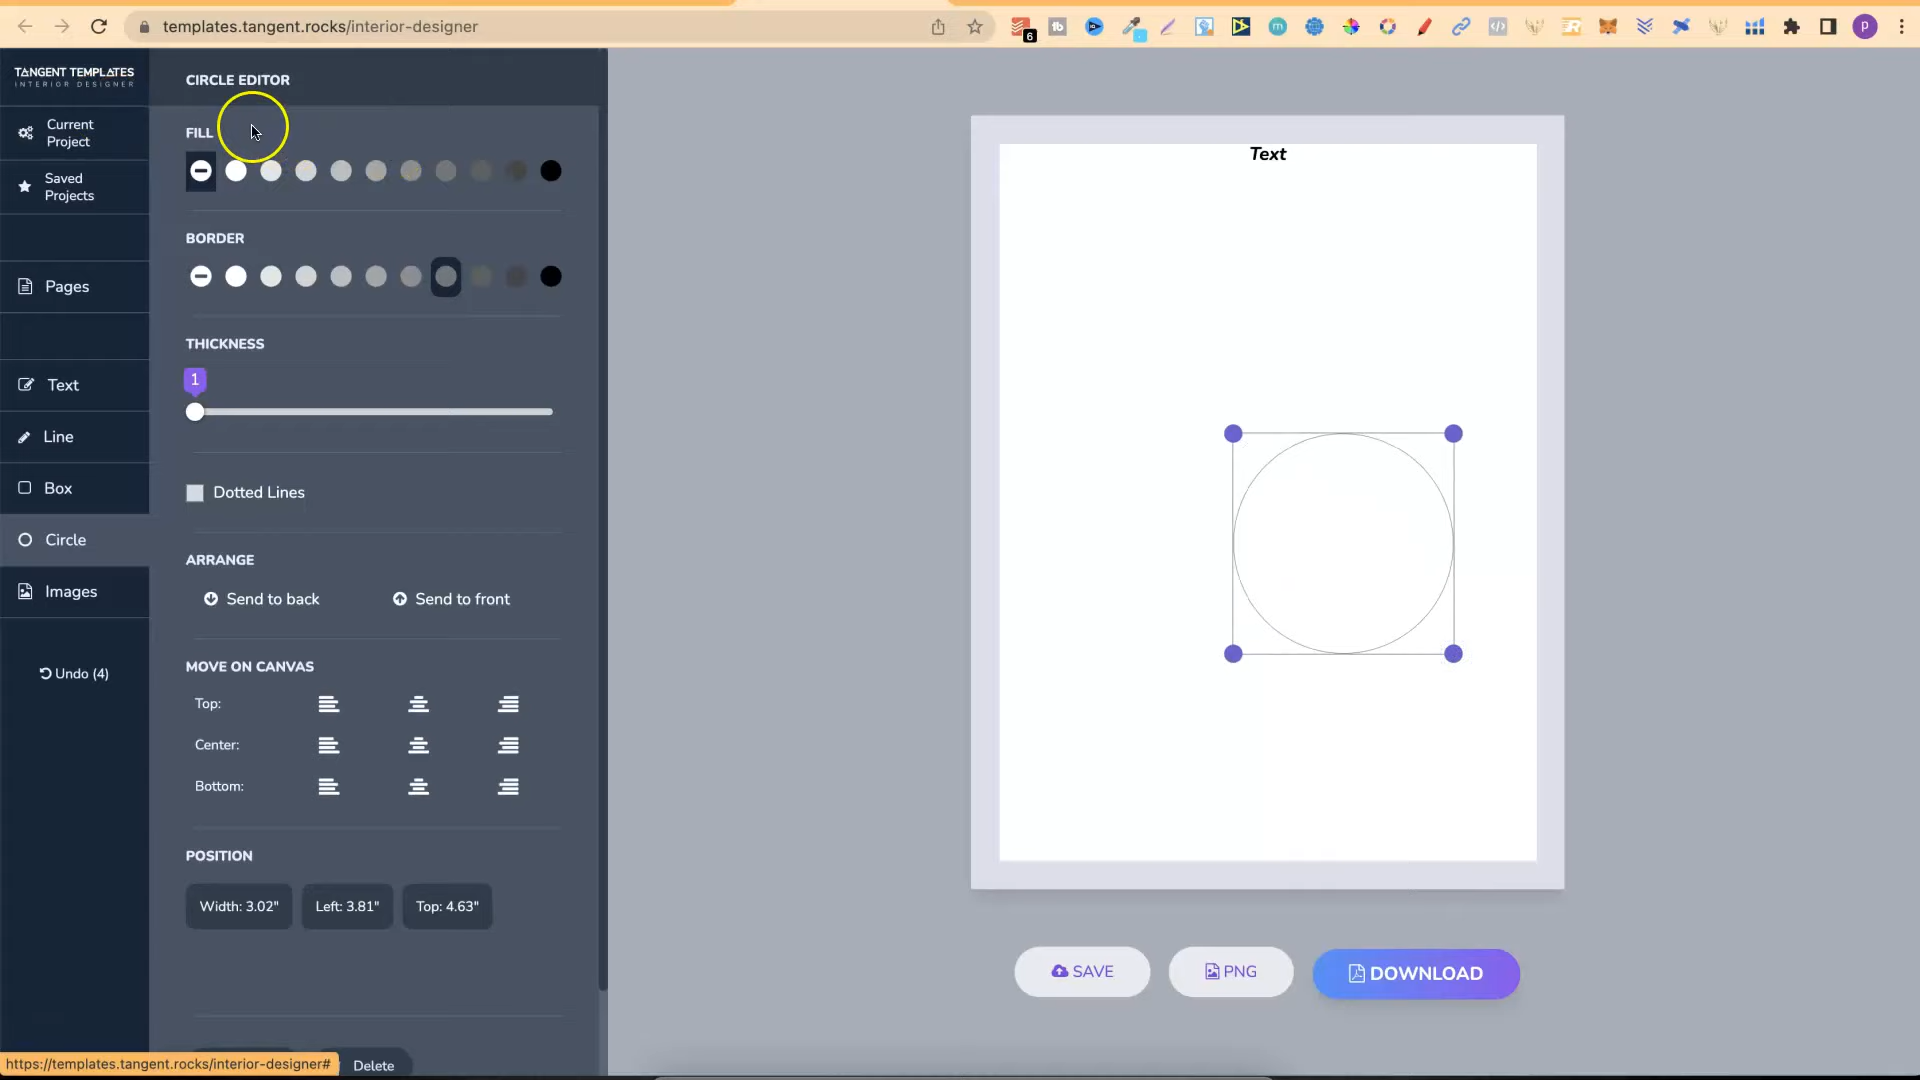 templates.tangent.rocks/interior-designer
6
P
TANGENT TEMPLATES
INTERIOR DESIGNER
Current
Project
Saved
Projects
Pages
Text
Line
Box
Circle
Images
Undo (4)
CIRCLE EDITOR
FILL
BORDER
THICKNESS
1
Dotted Lines
ARRANGE
Send to back
Send to front
MOVE ON CANVAS
Top:
Center:
Bottom:
POSITION
Width: 3.02"
Left: 3.81"
Top: 4.63"
Delete
https://templates.tangent.rocks/interior-designer#
Text
SAVE
PNG
DOWNLOAD